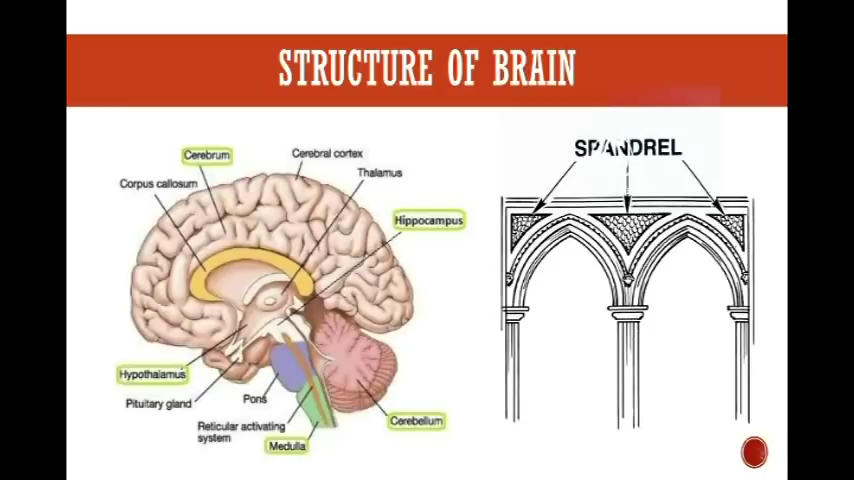 STRUCTURE OF BRAIN
Cerebrum
Cerebral cortex
Corpus callosum
Thalamus
Hippocampus
Hypothalamus
Pituitary gland
Pons
Reticular activating
system
Medulla
Cerebellum
SPANDREL